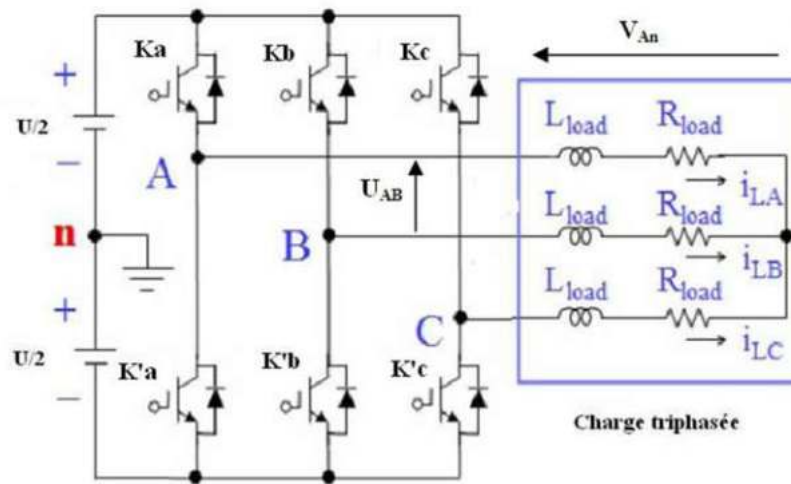 Ka
Kb
Kc
V_An
+
U/2
−
L_load
R_load
A
i_LA
U_AB
L_load
R_load
n
B
i_LB
L_load
R_load
+
C
i_LC
U/2
K'a
K'b
K'c
−
Charge triphasée